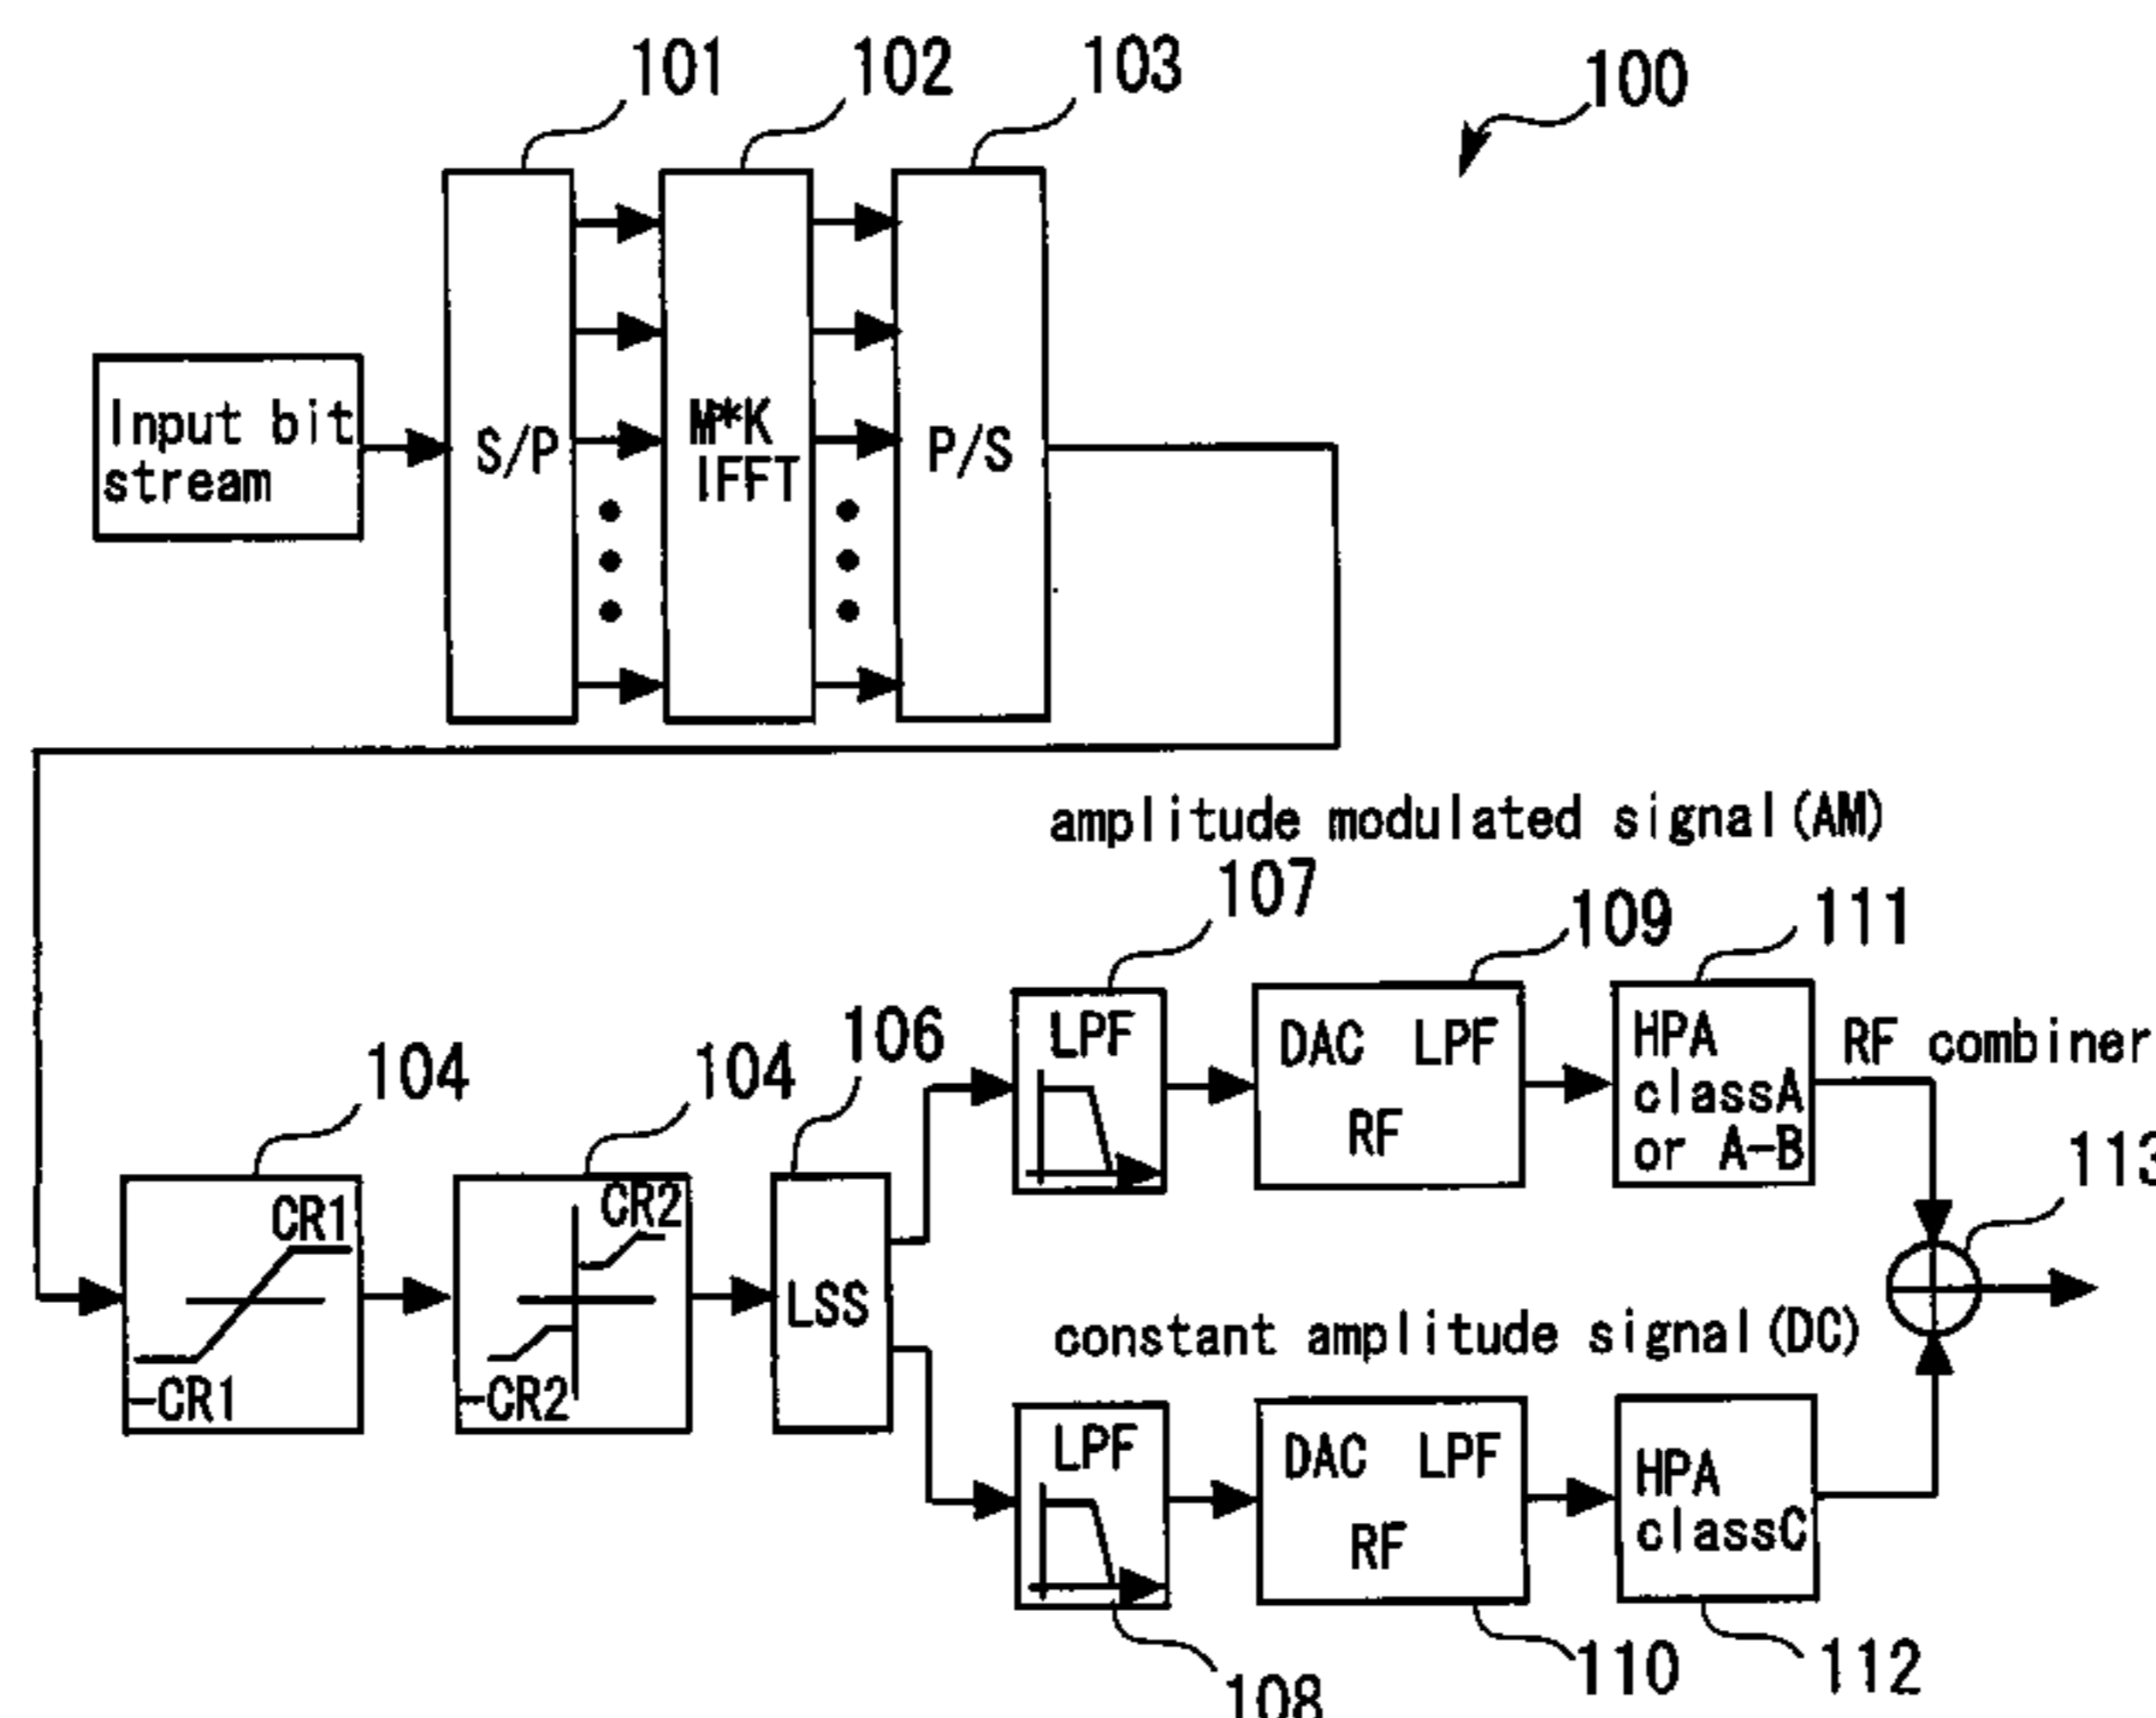 101
102
103
100
Input bit
stream
S/P
M*K
IFFT
P/S
amplitude modulated signal(AM)
107
109
111
LPF
DAC LPF
RF
HPA
classA
or A-B
RF combiner
113
104
104
106
CR1
-CR1
CR2
-CR2
LSS
constant amplitude signal(DC)
LPF
DAC LPF
RF
HPA
classC
108
110
112